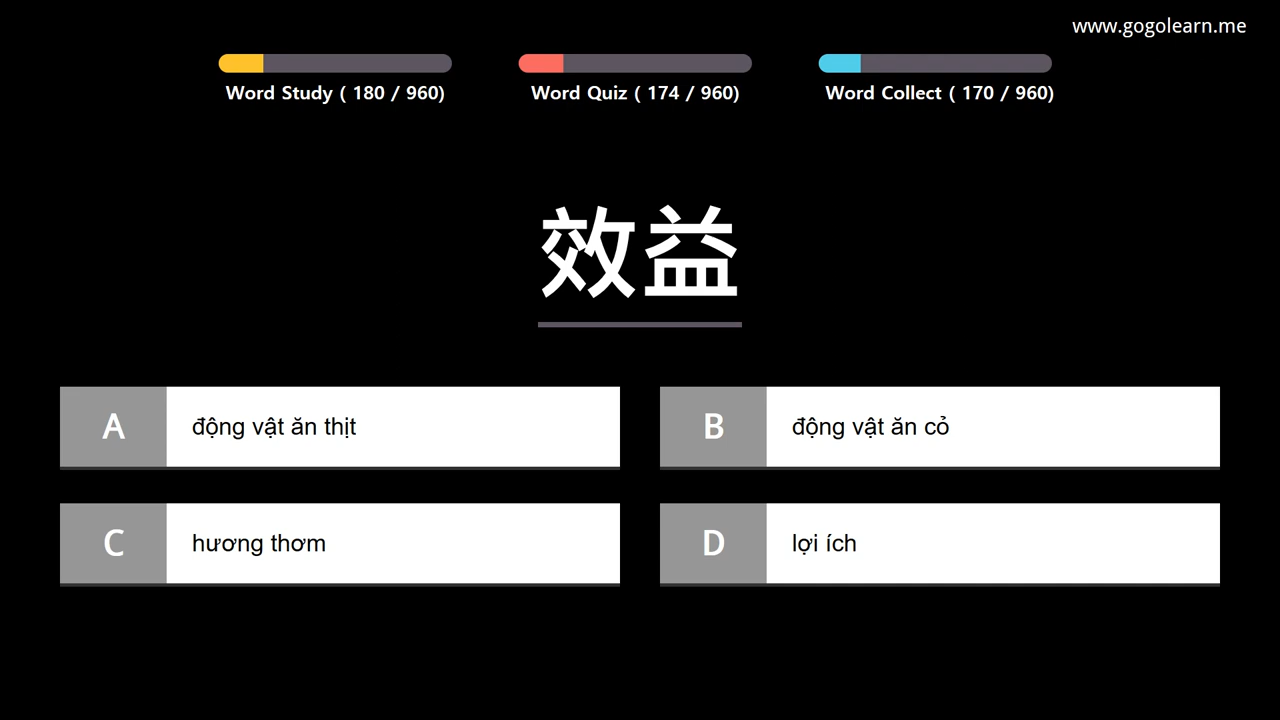 www.gogolearn.me
Word Study ( 180 / 960)
Word Quiz ( 174 / 960)
Word Collect ( 170 / 960)
效益
A
động vật ăn thịt
B
động vật ăn cỏ
C
hương thơm
D
lợi ích